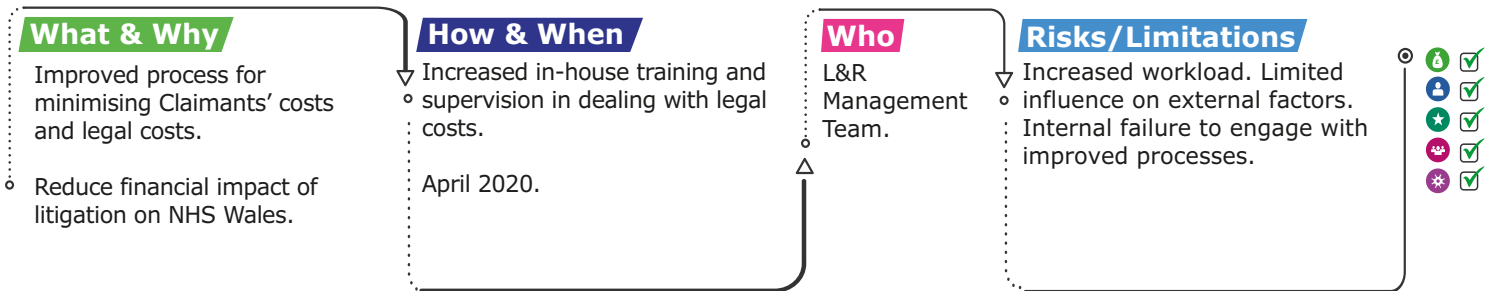 What & Why
Improved process for
minimising Claimants’ costs
and legal costs.
Reduce financial impact of
litigation on NHS Wales.
How & When
Increased in-house training and
supervision in dealing with legal
costs.
April 2020.
Who
L&R
Management
Team.
Risks/Limitations
Increased workload. Limited
influence on external factors.
Internal failure to engage with
improved processes.
£